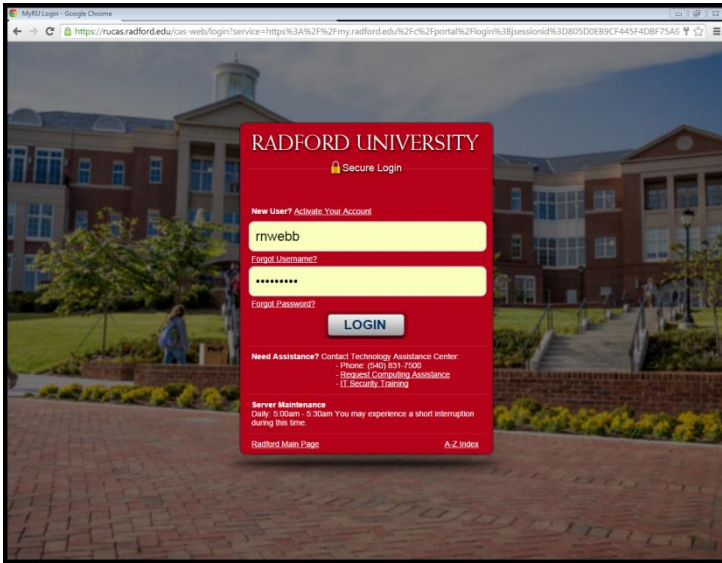 MyRU Login - Google Chrome
https://rucas.radford.edu/cas-web/login?service=https%3A%2F%2Fmy.radford.edu%2Fc%2Fportal%2Flogin%3Bjsessionid%3D805D0EB9CF445F4DBF75A9
RADFORD UNIVERSITY
Secure Login
New User? Activate Your Account
rnwebb
Forgot Username?
•••••••••
Forgot Password?
LOGIN
Need Assistance? Contact Technology Assistance Center:
- Phone: (540) 831-7500
- Request Computing Assistance
- IT Security Training
Server Maintenance
Daily: 5:00am - 5:30am You may experience a short interruption
during this time.
Radford Main Page A-Z Index